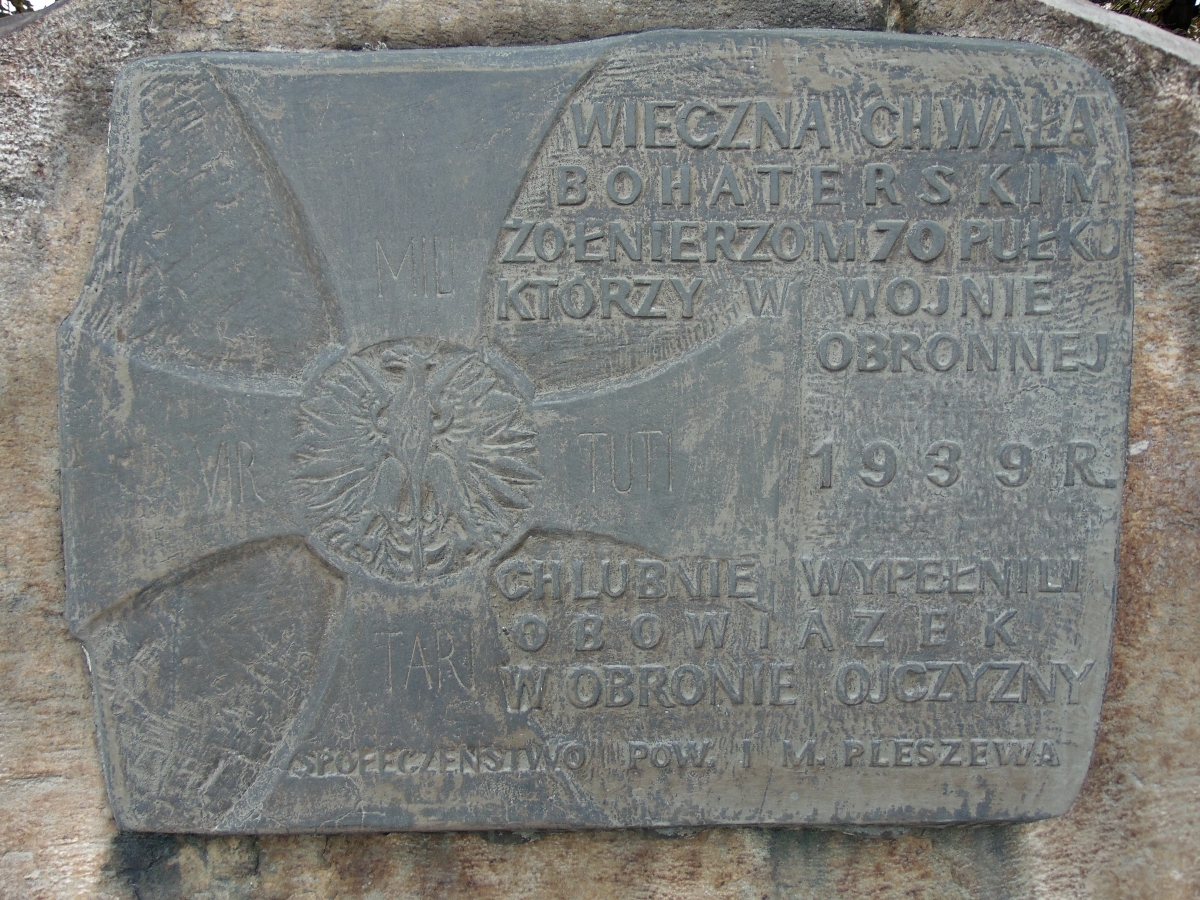 WIECZNA CHWAŁA
BOHATERSKIM
ŻOŁNIERZOM 70 PUŁKU
KTÓRZY W WOJNIE
OBRONNEJ
1939 R.
CHLUBNIE WYPEŁNILI
OBOWIĄZEK
W OBRONIE OJCZYZNY
SPOŁECZEŃSTWO POW. I M. PLESZEWA
MILI
VIR
TUTI
TARI